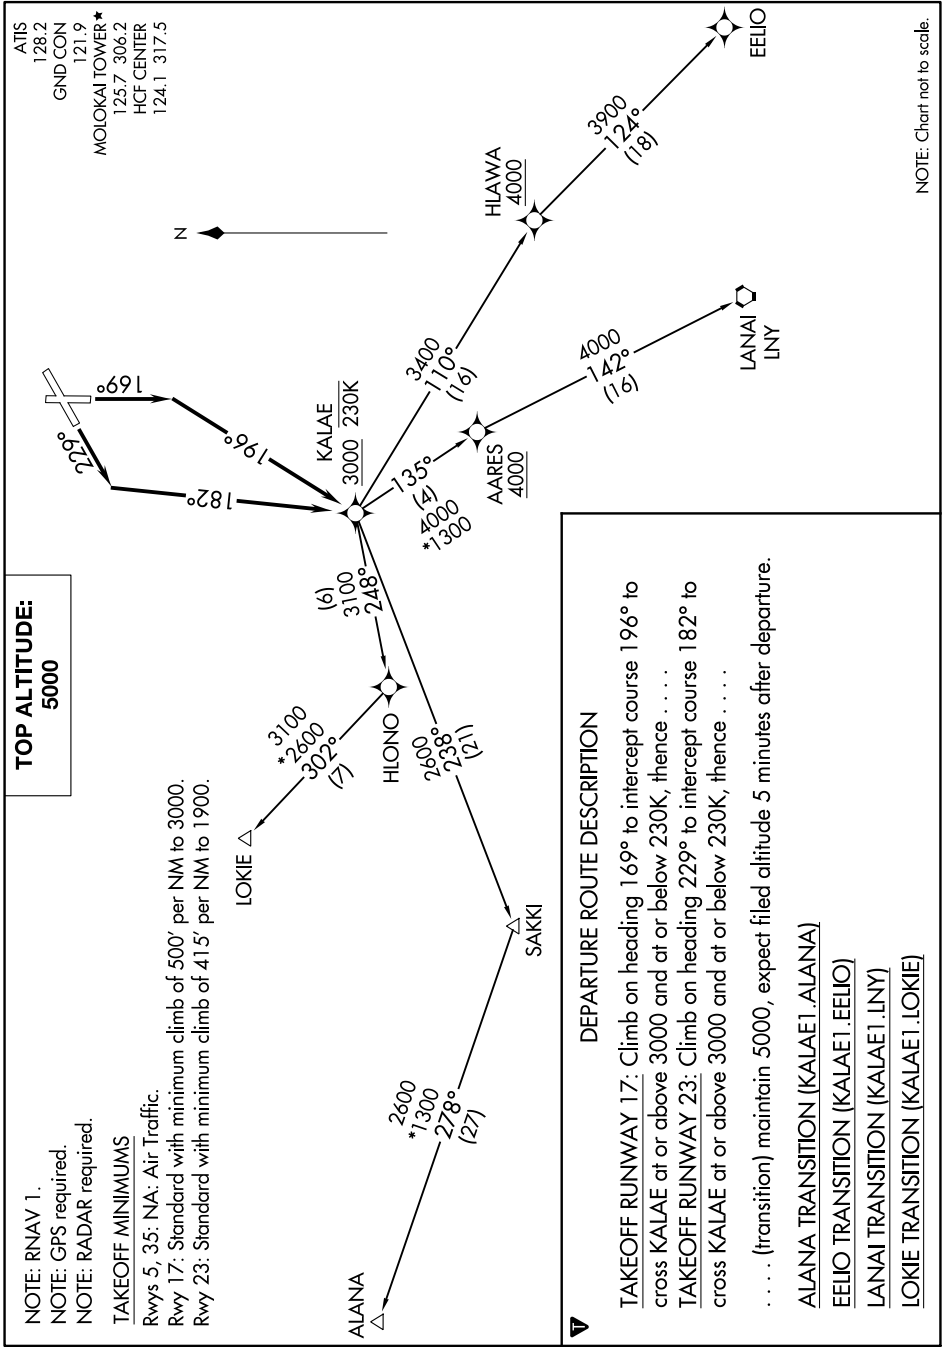 TOP ALTITUDE:
5000
ATIS
128.2
GND CON
121.9
MOLOKAI TOWER★
125.7 306.2
HCF CENTER
124.1 317.5
NOTE: RNAV 1.
NOTE: GPS required.
NOTE: RADAR required.
TAKEOFF MINIMUMS
Rwys 5, 35: NA: Air Traffic.
Rwy 17: Standard with minimum climb of 500' per NM to 3000.
Rwy 23: Standard with minimum climb of 415' per NM to 1900.
N
229°
169°
182°
196°
KALAE
3000 230K
(6)
3100
248°
HLONO
3100
*2600
302°
(7)
LOKIE
2600
238°
(21)
SAKKI
2600
*1300
278°
(27)
ALANA
135°
(4)
4000
*1300
AARES
4000
4000
142°
(16)
LANAI
LNY
3400
110°
(16)
HLAWA
4000
3900
124°
(18)
EELIO
NOTE: Chart not to scale.
T
DEPARTURE ROUTE DESCRIPTION
TAKEOFF RUNWAY 17: Climb on heading 169° to intercept course 196° to
cross KALAE at or above 3000 and at or below 230K, thence . . . .
TAKEOFF RUNWAY 23: Climb on heading 229° to intercept course 182° to
cross KALAE at or above 3000 and at or below 230K, thence . . . .
. . . . (transition) maintain 5000, expect filed altitude 5 minutes after departure.
ALANA TRANSITION (KALAE1.ALANA)
EELIO TRANSITION (KALAE1.EELIO)
LANAI TRANSITION (KALAE1.LNY)
LOKIE TRANSITION (KALAE1.LOKIE)